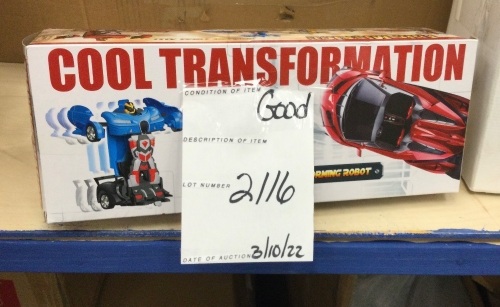 COOL TRANSFORMATION
CONDITION OF ITEM
Good
DESCRIPTION OF ITEM
LOT NUMBER 2116
ORMING ROBOT
DATE OF AUCTION 3/10/22